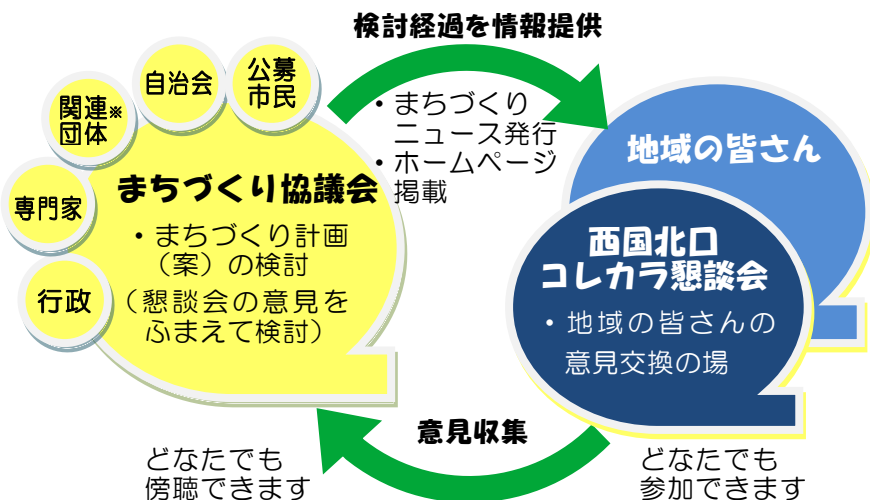 検討経過を情報提供
公募
市民
自治会
関連※
団体
専門家
行政
まちづくり協議会
・まちづくり計画
（案）の検討
（懇談会の意見を
ふまえて検討）
・まちづくり
ニュース発行
・ホームページ
掲載
地域の皆さん
西国北口
コレカラ懇談会
・地域の皆さんの
意見交換の場
意見収集
どなたでも
傍聴できます
どなたでも
参加できます